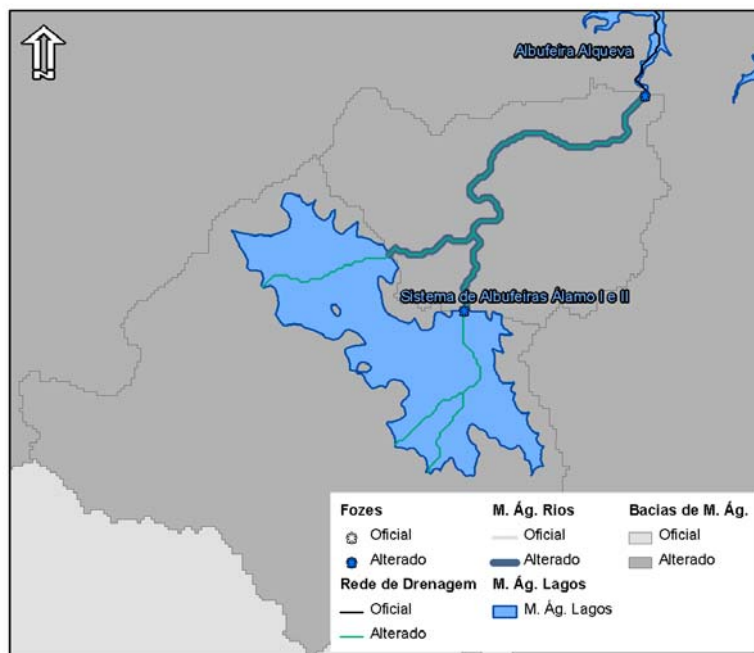 N
Albufeira Alqueva
Sistema de Albufeiras Álamo I e II
Fozes
Oficial
Alterado
Rede de Drenagem
Oficial
Alterado
M. Ág. Rios
Oficial
Alterado
M. Ág. Lagos
M. Ág. Lagos
Bacias de M. Ág.
Oficial
Alterado